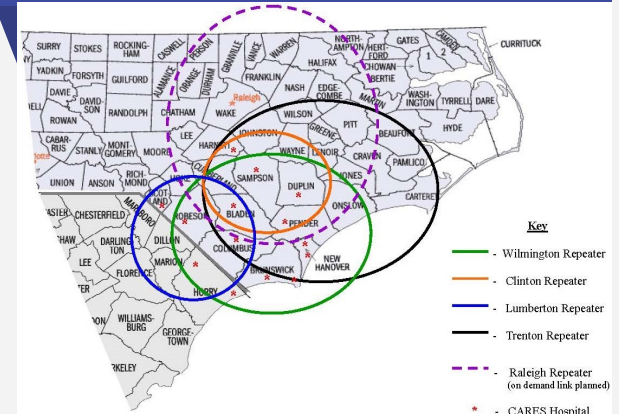 SURRY
STOKES
ROCKING-
HAM
CASWELL
PERSON
GRANVILLE
VANCE
WARREN
NORTH-
AMPTON
HERT-
FORD
GATES
CAMDEN
CURRITUCK
1
2
HALIFAX
CHOWAN
BERTIE
YADKIN
FORSYTH
GUILFORD
ALAMANCE
ORANGE
DURHAM
FRANKLIN
NASH
EDGE-
COMBE
MARTIN
WASH-
INGTON
TYRRELL
DARE
DAVIE
DAVID-
SON
RANDOLPH
CHATHAM
WAKE
Raleigh
WILSON
PITT
BEAUFORT
HYDE
ROWAN
LEE
JOHNSTON
GREENE
CABAR-
RUS
STANLY
MONT-
GOMERY
MOORE
WAYNE
LENOIR
CRAVEN
PAMLICO
UNION
ANSON
RICH-
MOND
CUMBERLAND
SAMPSON
DUPLIN
JONES
ONSLOW
ROBESON
BLADEN
PENDER
COLUMBUS
BRUNSWICK
NEW
HANOVER
CHESTERFIELD
MARLBORO
DARLING-
TON
DILLON
LEE
FLORENCE
MARION
HORRY
WILLIAMS-
BURG
GEORGE-
TOWN
Key
- Wilmington Repeater
- Clinton Repeater
- Lumberton Repeater
- Trenton Repeater
- Raleigh Repeater
(on demand link planned)
* - CARES Hospital